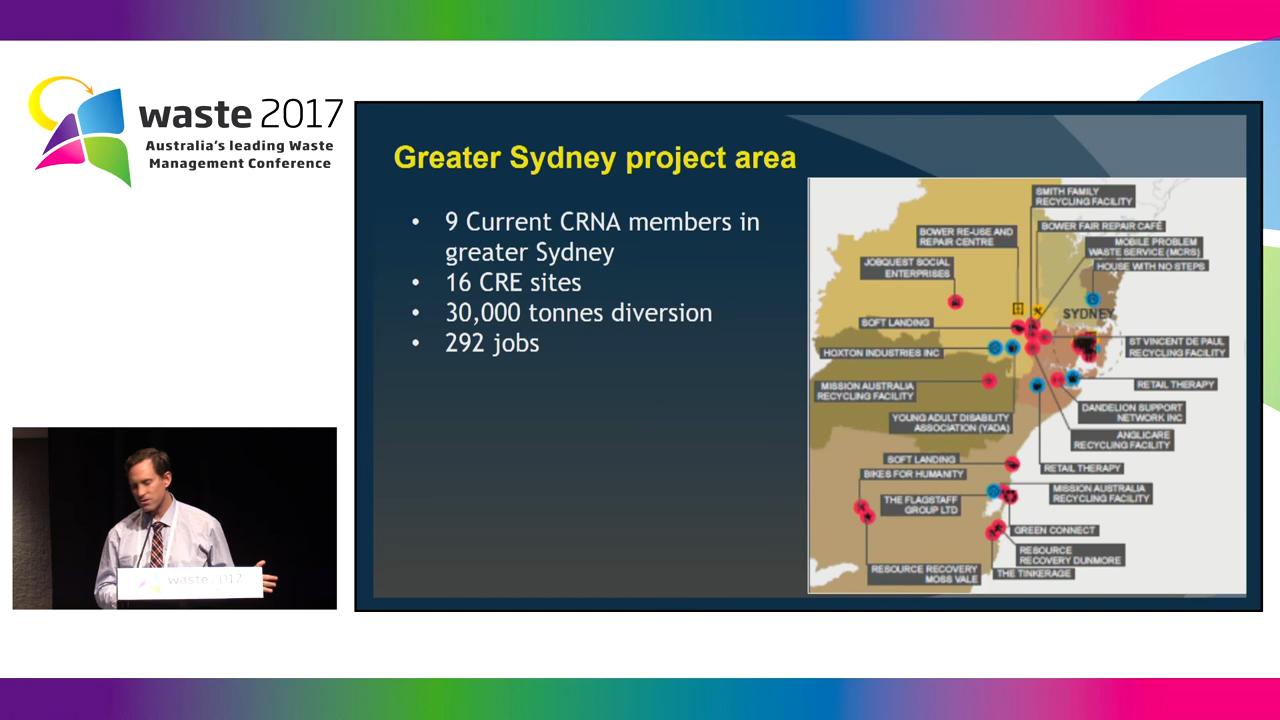 waste 2017
Australia's leading Waste
Management Conference
Greater Sydney project area
• 9 Current CRNA members in
greater Sydney
• 16 CRE sites
• 30,000 tonnes diversion
• 292 jobs
SMITH FAMILY
RECYCLING FACILITY
BOWER RE-USE AND
REPAIR CENTRE
BOWER FAIR REPAIR CAFÉ
MOBILE PROBLEM
WASTE SERVICE (MCRS)
JOBQUEST SOCIAL
ENTERPRISES
HOUSE WITH NO STEPS
SYDNEY
SOFT LANDING
HOXTON INDUSTRIES INC
ST VINCENT DE PAUL
RECYCLING FACILITY
MISSION AUSTRALIA
RECYCLING FACILITY
RETAIL THERAPY
YOUNG ADULT DISABILITY
ASSOCIATION (YADA)
DANDELION SUPPORT
NETWORK INC
ANGLICARE
RECYCLING FACILITY
SOFT LANDING
BIKES FOR HUMANITY
RETAIL THERAPY
THE FLAGSTAFF
GROUP LTD
MISSION AUSTRALIA
RECYCLING FACILITY
GREEN CONNECT
RESOURCE
RECOVERY DUNMORE
RESOURCE RECOVERY
MOSS VALE
THE TINKERAGE
waste 2017